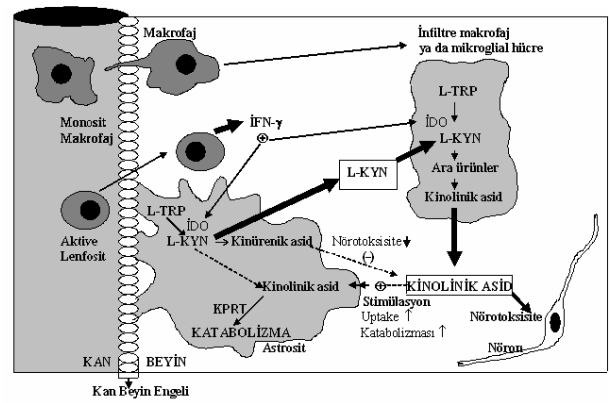 Makrofaj
İnfiltre makrofaj
ya da mikroglial hücre
Monosit
Makrofaj
İFN-γ
⊕
L-TRP
İDO
L-KYN
Ara ürünler
Kinolinik asid
L-KYN
Aktive
Lenfosit
L-TRP
İDO
L-KYN → Kinürenik asid
Nörotoksisite
(-)
Kinolinik asid
⊕
KİNOLİNİK ASİD
Stimülasyon
Uptake ↑
Katabolizması ↑
Nörotoksisite
KPRT
KATABOLİZMA
Astrosit
Nöron
KAN
BEYİN
Kan Beyin Engeli